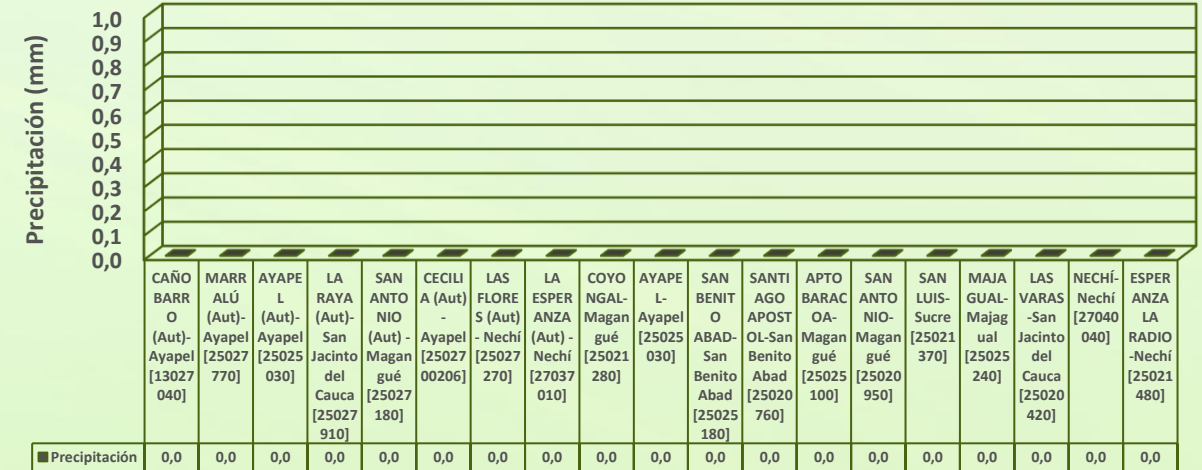 Precipitación (mm)
1,0
0,9
0,8
0,7
0,6
0,5
0,4
0,3
0,2
0,1
0,0
CAÑO
BARR
O
(Aut)-
Ayapel
[13027
040]
MARR
ALÚ
(Aut)-
Ayapel
[25027
770]
AYAPE
L
(Aut)-
Ayapel
[25025
030]
LA
RAYA
(Aut)-
San
Jacinto
del
Cauca
[25027
910]
SAN
ANTO
NIO
(Aut) -
Magan
gué
[25027
180]
CECILI
A (Aut)
-
Ayapel
[25027
00206]
LAS
FLORE
S (Aut)
- Nechí
[25027
270]
LA
ESPER
ANZA
(Aut) -
Nechí
[27037
010]
COYO
NGAL-
Magan
gué
[25021
280]
AYAPE
L-
Ayapel
[25025
030]
SAN
BENIT
O
ABAD-
San
Benito
Abad
[25025
180]
SANTI
AGO
APOST
OL-San
Benito
Abad
[25020
760]
APTO
BARAC
OA-
Magan
gué
[25025
100]
SAN
ANTO
NIO-
Magan
gué
[25020
950]
SAN
LUIS-
Sucre
[25021
370]
MAJA
GUAL-
Majag
ual
[25025
240]
LAS
VARAS
-San
Jacinto
del
Cauca
[25020
420]
NECHÍ-
Nechí
[27040
040]
ESPER
ANZA
LA
RADIO
-Nechí
[25021
480]
Precipitación 0,0 0,0 0,0 0,0 0,0 0,0 0,0 0,0 0,0 0,0 0,0 0,0 0,0 0,0 0,0 0,0 0,0 0,0 0,0